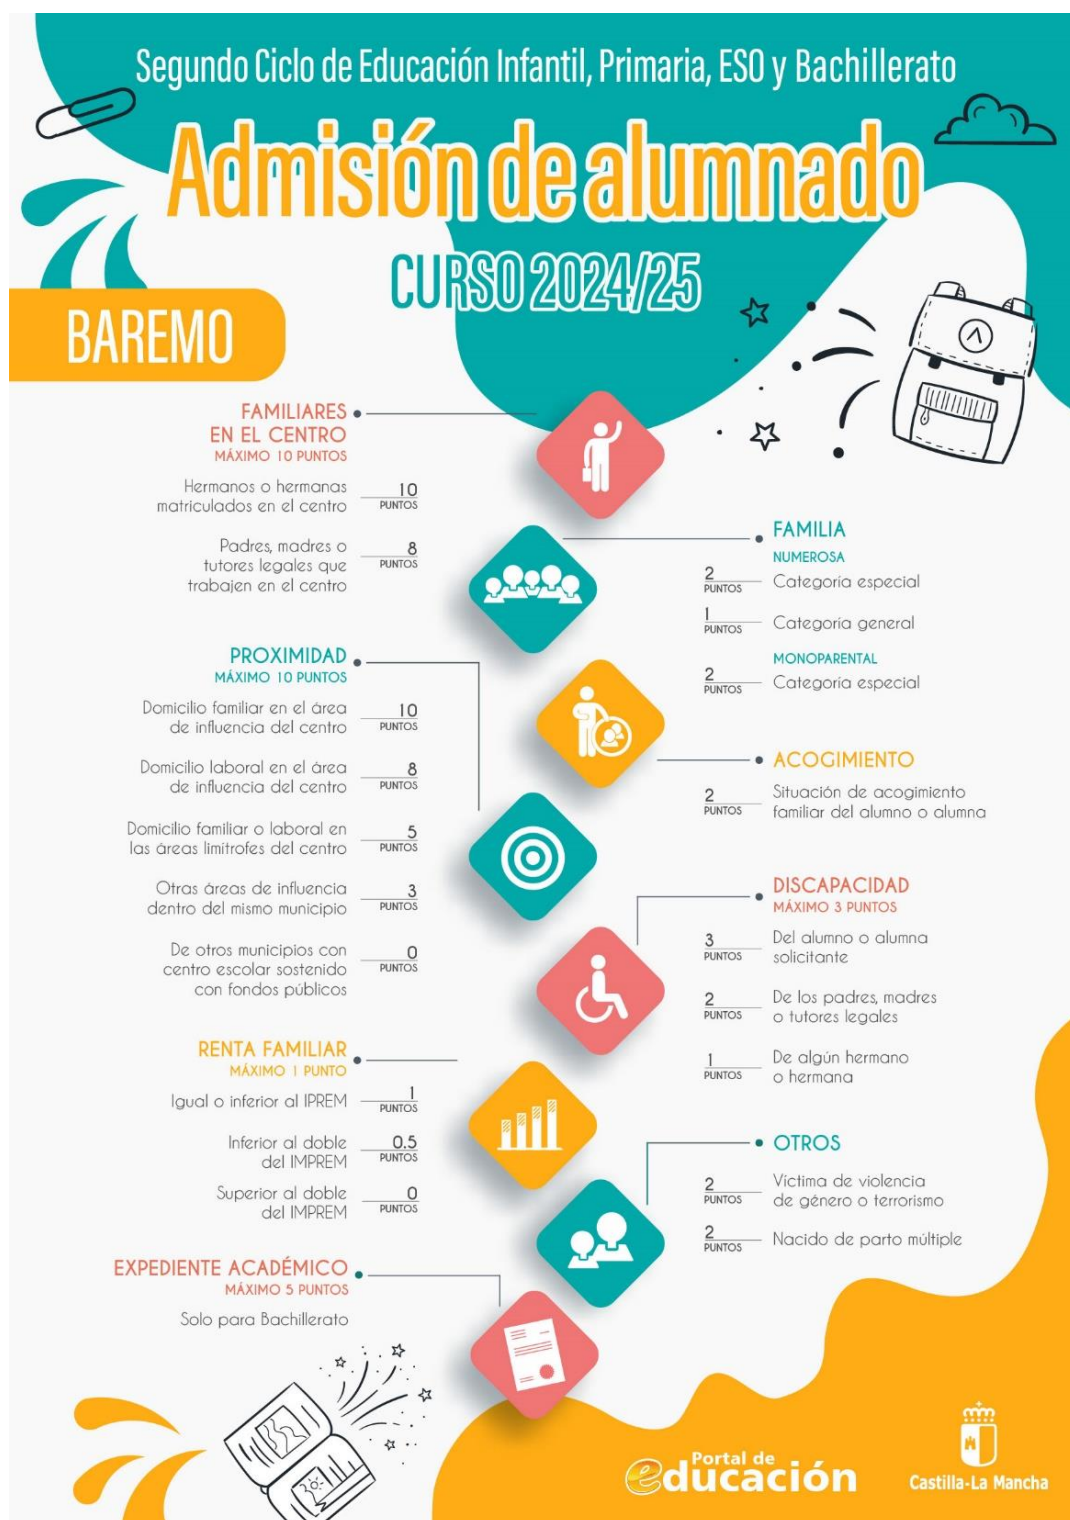 Segundo Ciclo de Educación Infantil, Primaria, ESO y Bachillerato
Admisión de alumnado
CURSO 2024/25
BAREMO
FAMILIARES
EN EL CENTRO
MÁXIMO 10 PUNTOS
Hermanos o hermanas
matriculados en el centro
10
PUNTOS
Padres, madres o
tutores legales que
trabajen en el centro
8
PUNTOS
FAMILIA
NUMEROSA
2
PUNTOS
Categoría especial
1
PUNTOS
Categoría general
MONOPARENTAL
2
PUNTOS
Categoría especial
PROXIMIDAD
MÁXIMO 10 PUNTOS
Domicilio familiar en el área
de influencia del centro
10
PUNTOS
Domicilio laboral en el área
de influencia del centro
8
PUNTOS
Domicilio familiar o laboral en
las áreas limítrofes del centro
5
PUNTOS
Otras áreas de influencia
dentro del mismo municipio
3
PUNTOS
De otros municipios con
centro escolar sostenido
con fondos públicos
0
PUNTOS
ACOGIMIENTO
2
PUNTOS
Situación de acogimiento
familiar del alumno o alumna
DISCAPACIDAD
MÁXIMO 3 PUNTOS
3
PUNTOS
Del alumno o alumna
solicitante
2
PUNTOS
De los padres, madres
o tutores legales
1
PUNTOS
De algún hermano
o hermana
RENTA FAMILIAR
MÁXIMO 1 PUNTO
Igual o inferior al IPREM
1
PUNTOS
Inferior al doble
del IMPREM
0.5
PUNTOS
Superior al doble
del IMPREM
0
PUNTOS
OTROS
2
PUNTOS
Víctima de violencia
de género o terrorismo
2
PUNTOS
Nacido de parto múltiple
EXPEDIENTE ACADÉMICO
MÁXIMO 5 PUNTOS
Solo para Bachillerato
Portal de
educación
Castilla-La Mancha